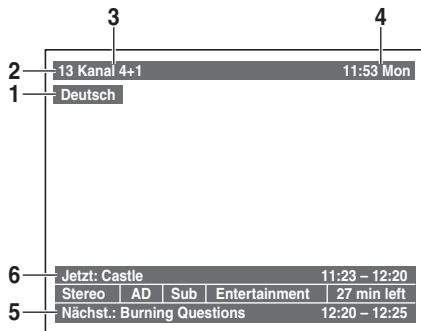 3 4
2 13 Kanal 4+1 11:53 Mon
1 Deutsch
6 Jetzt: Castle 11:23 – 12:20
Stereo AD Sub Entertainment 27 min left
5 Nächst.: Burning Questions 12:20 – 12:25